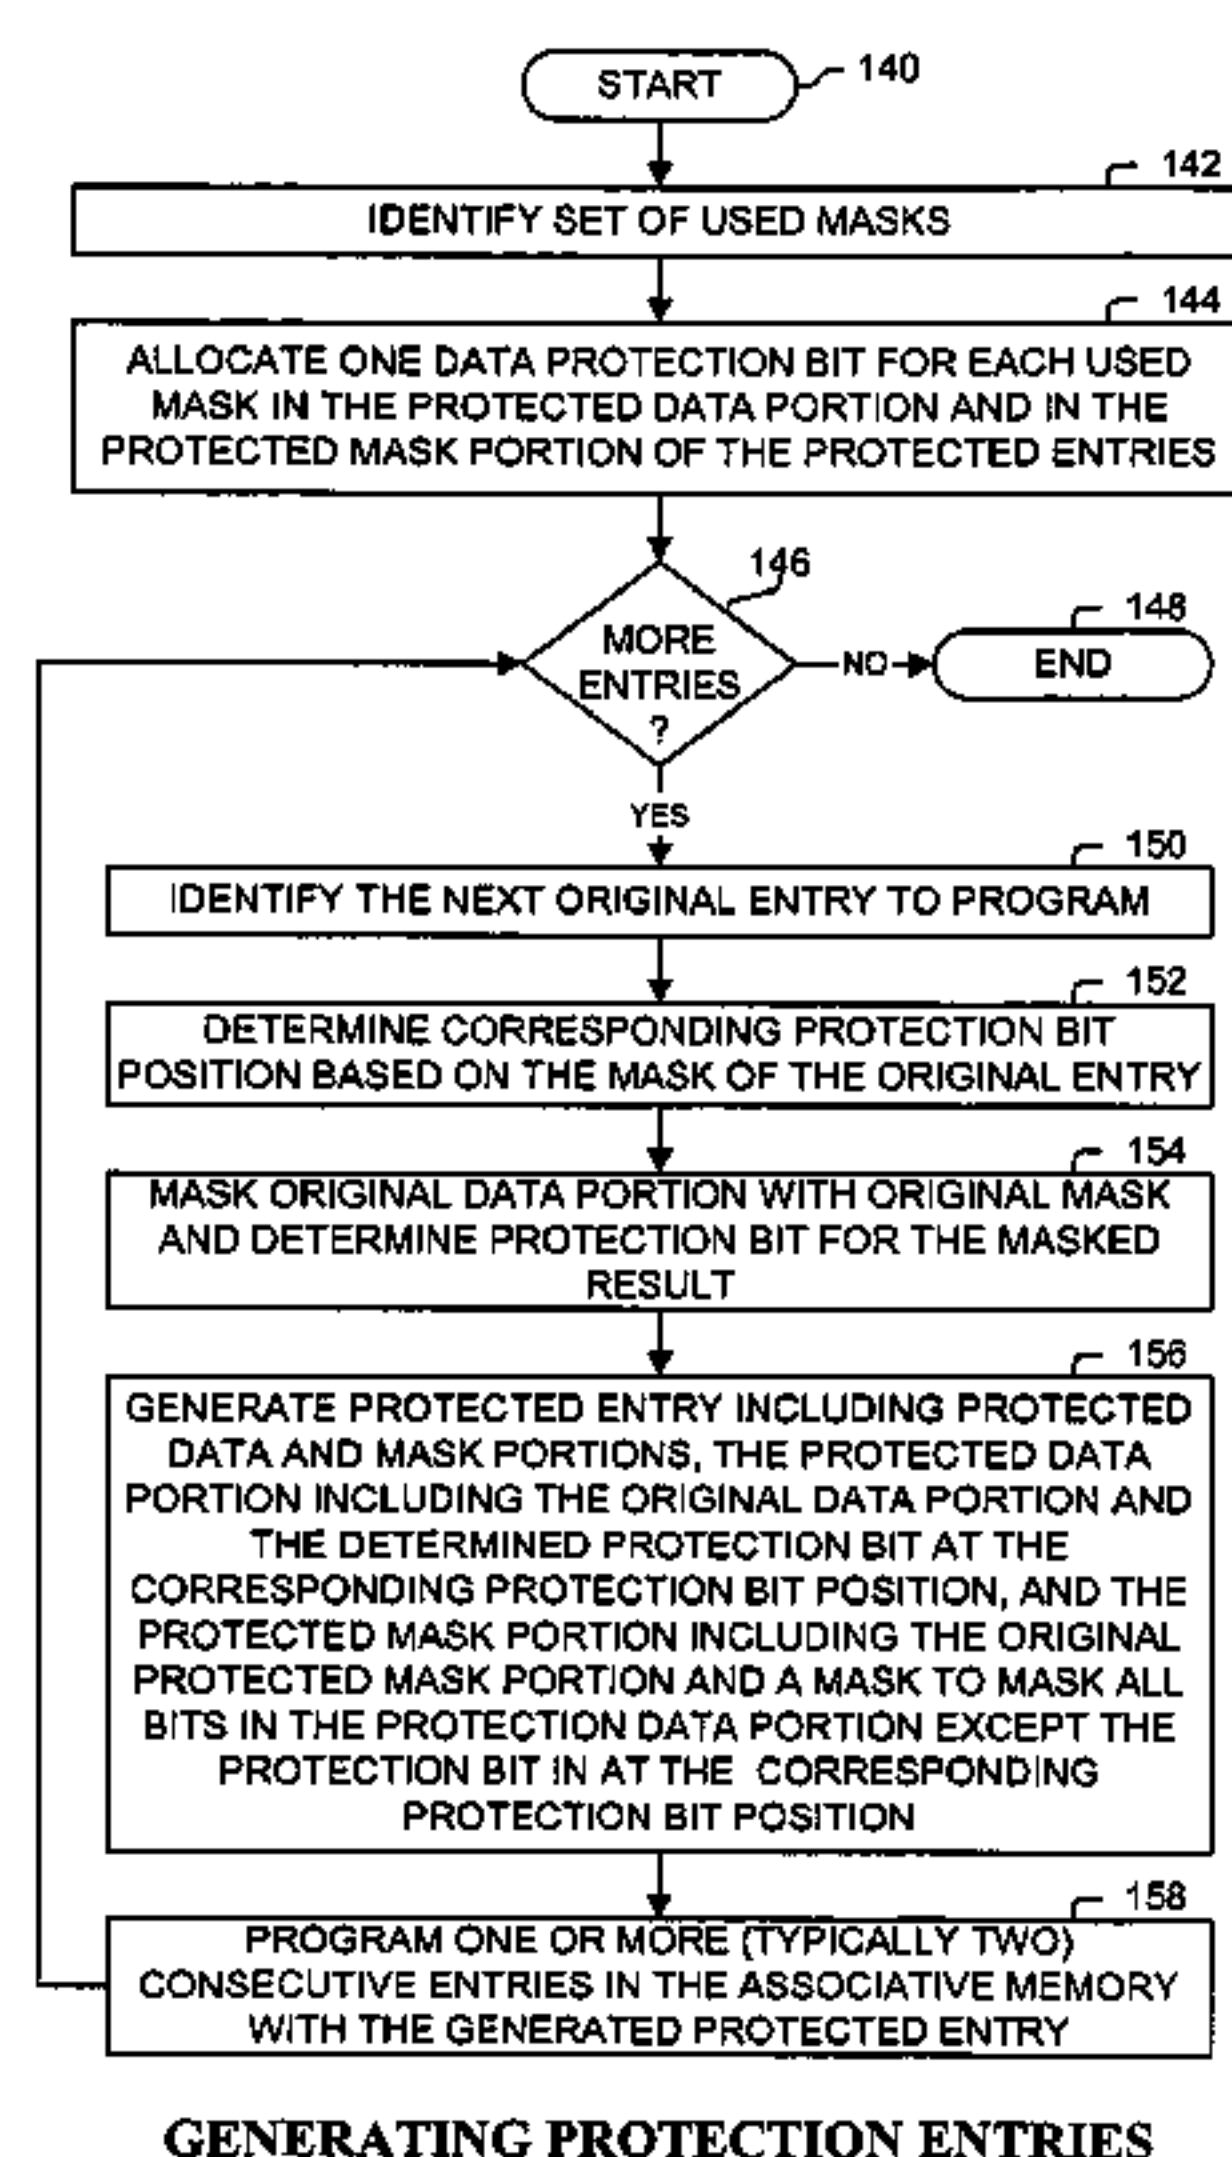 START
140
142
IDENTIFY SET OF USED MASKS
144
ALLOCATE ONE DATA PROTECTION BIT FOR EACH USED
MASK IN THE PROTECTED DATA PORTION AND IN THE
PROTECTED MASK PORTION OF THE PROTECTED ENTRIES
146
MORE
ENTRIES
?
NO
148
END
YES
150
IDENTIFY THE NEXT ORIGINAL ENTRY TO PROGRAM
152
DETERMINE CORRESPONDING PROTECTION BIT
POSITION BASED ON THE MASK OF THE ORIGINAL ENTRY
154
MASK ORIGINAL DATA PORTION WITH ORIGINAL MASK
AND DETERMINE PROTECTION BIT FOR THE MASKED
RESULT
156
GENERATE PROTECTED ENTRY INCLUDING PROTECTED
DATA AND MASK PORTIONS, THE PROTECTED DATA
PORTION INCLUDING THE ORIGINAL DATA PORTION AND
THE DETERMINED PROTECTION BIT AT THE
CORRESPONDING PROTECTION BIT POSITION, AND THE
PROTECTED MASK PORTION INCLUDING THE ORIGINAL
PROTECTED MASK PORTION AND A MASK TO MASK ALL
BITS IN THE PROTECTION DATA PORTION EXCEPT THE
PROTECTION BIT IN AT THE CORRESPONDING
PROTECTION BIT POSITION
158
PROGRAM ONE OR MORE (TYPICALLY TWO)
CONSECUTIVE ENTRIES IN THE ASSOCIATIVE MEMORY
WITH THE GENERATED PROTECTED ENTRY
GENERATING PROTECTION ENTRIES